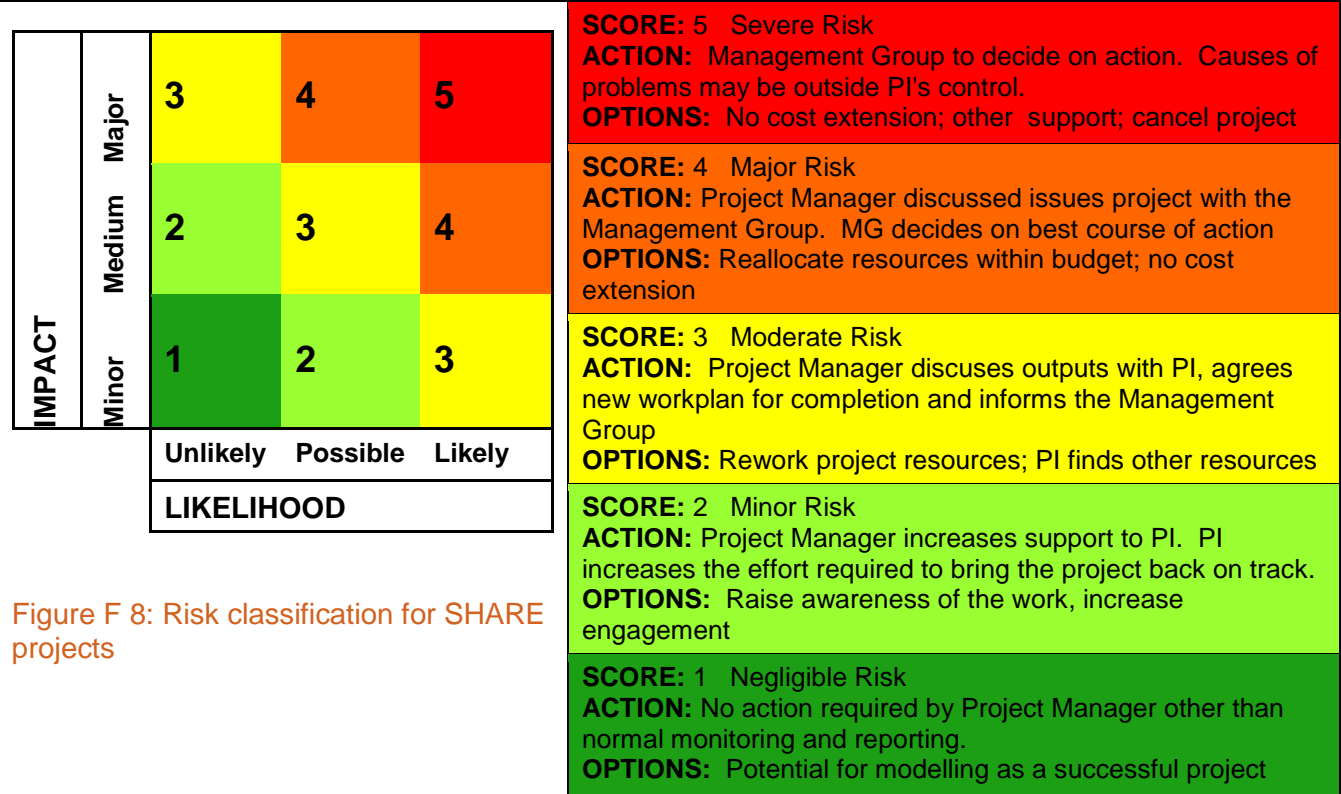 IMPACT
Major
3 4 5
Medium
2 3 4
Minor
1 2 3
Unlikely Possible Likely
LIKELIHOOD
Figure F 8: Risk classification for SHARE
projects
SCORE: 5 Severe Risk
ACTION: Management Group to decide on action. Causes of
problems may be outside PI's control.
OPTIONS: No cost extension; other support; cancel project
SCORE: 4 Major Risk
ACTION: Project Manager discussed issues project with the
Management Group. MG decides on best course of action
OPTIONS: Reallocate resources within budget; no cost
extension
SCORE: 3 Moderate Risk
ACTION: Project Manager discuses outputs with PI, agrees
new workplan for completion and informs the Management
Group
OPTIONS: Rework project resources; PI finds other resources
SCORE: 2 Minor Risk
ACTION: Project Manager increases support to PI. PI
increases the effort required to bring the project back on track.
OPTIONS: Raise awareness of the work, increase
engagement
SCORE: 1 Negligible Risk
ACTION: No action required by Project Manager other than
normal monitoring and reporting.
OPTIONS: Potential for modelling as a successful project